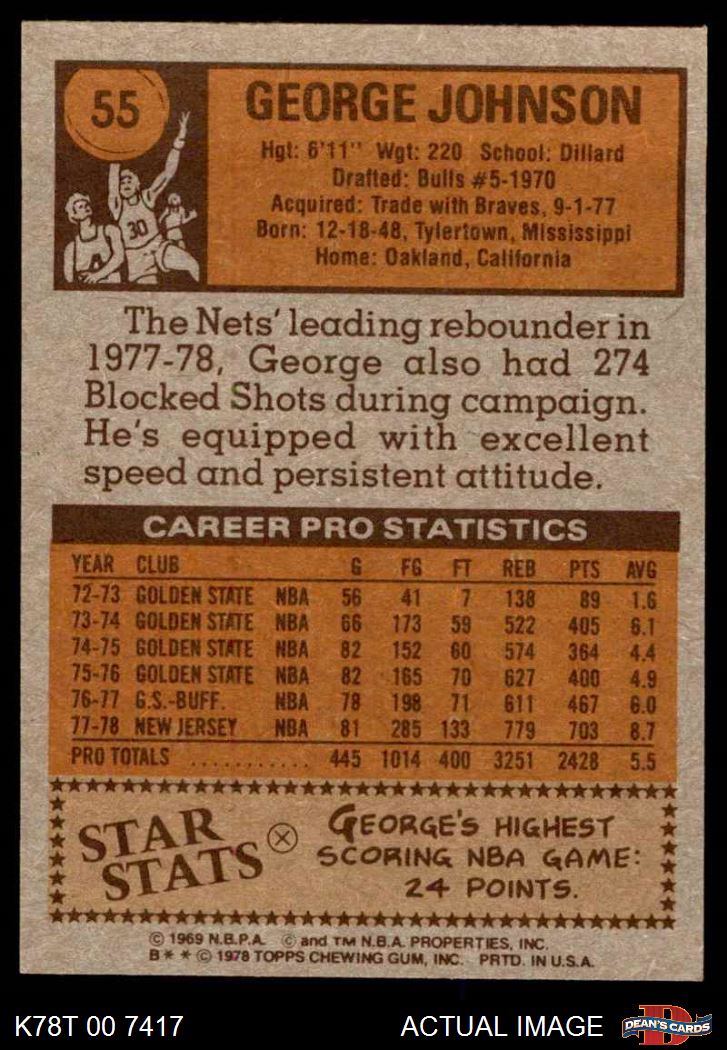 55
GEORGE JOHNSON
Hgt: 6'11" Wgt: 220 School: Dillard
Drafted: Bulls #5-1970
Acquired: Trade with Braves, 9-1-77
Born: 12-18-48, Tylertown, Mississippi
Home: Oakland, California
30
4
The Nets' leading rebounder in
1977-78, George also had 274
Blocked Shots during campaign.
He's equipped with excellent
speed and persistent attitude.
CAREER PRO STATISTICS
YEAR CLUB G FG FT REB PTS AVG
72-73 GOLDEN STATE NBA 56 41 7 138 89 1.6
73-74 GOLDEN STATE NBA 66 173 59 522 405 6.1
74-75 GOLDEN STATE NBA 82 152 60 574 364 4.4
75-76 GOLDEN STATE NBA 82 165 70 627 400 4.9
76-77 G.S.-BUFF. NBA 78 198 71 611 467 6.0
77-78 NEW JERSEY NBA 81 285 133 779 703 8.7
PRO TOTALS ........... 445 1014 400 3251 2428 5.5
STAR
STATS
GEORGE'S HIGHEST
SCORING NBA GAME:
24 POINTS.
© 1969 N.B.P.A. © and TM N.B.A. PROPERTIES, INC.
B* * © 1978 TOPPS CHEWING GUM, INC. PRTD. IN U.S.A.
K78T 00 7417 ACTUAL IMAGE
D
DEAN'S CARDS